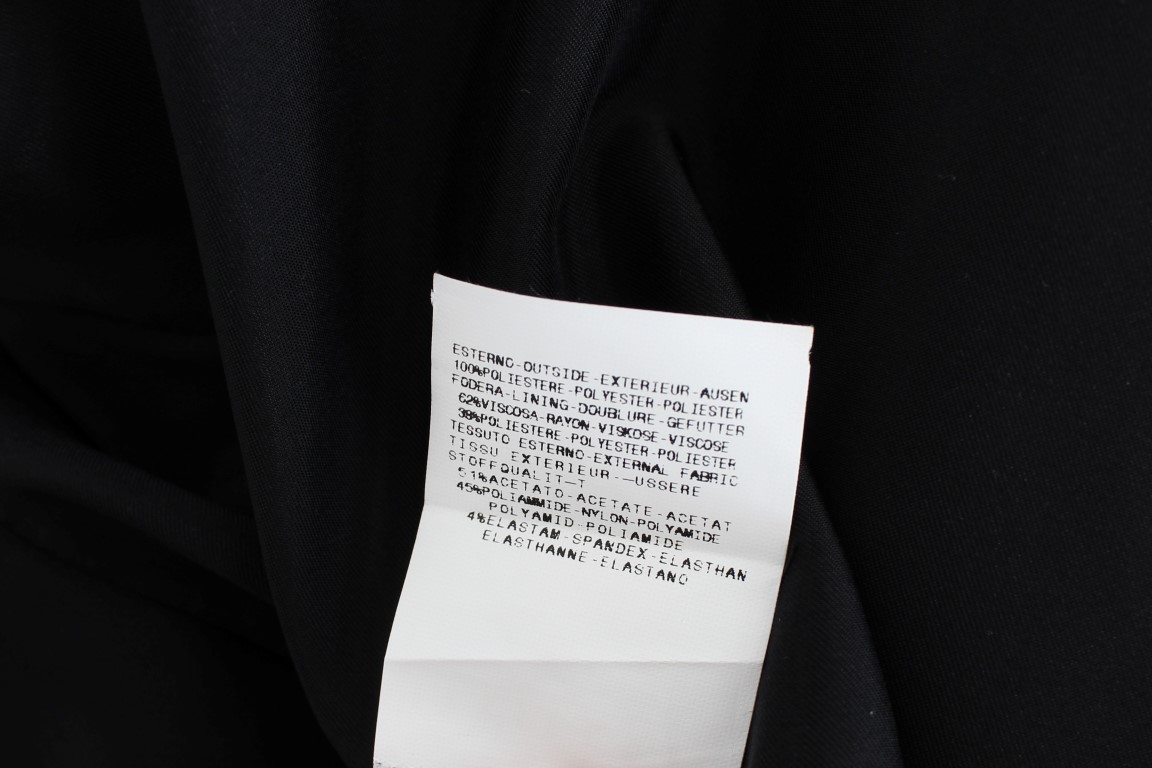 ESTERNO-OUTSIDE-EXTERIEUR-AUSEN
100%POLIESTERE-POLYESTER-POLIESTER
FODERA-LINING-DOUBLURE-GEFUTTER
62%VISCOSA-RAYON-VISKOSE-VISCOSE
38%POLIESTERE-POLYESTER-POLIESTER
TESSUTO ESTERNO-EXTERNAL FABRIC
TISSU EXTERIEUR-—USSERE
STOFFQUALIT—T
51%ACETATO-ACETATE-ACETAT
45%POLIAMMIDE-NYLON-POLYAMIDE
POLYAMID-POLIAMIDE
4%ELASTAM-SPANDEX-ELASTHAN
ELASTHANNE-ELASTANO